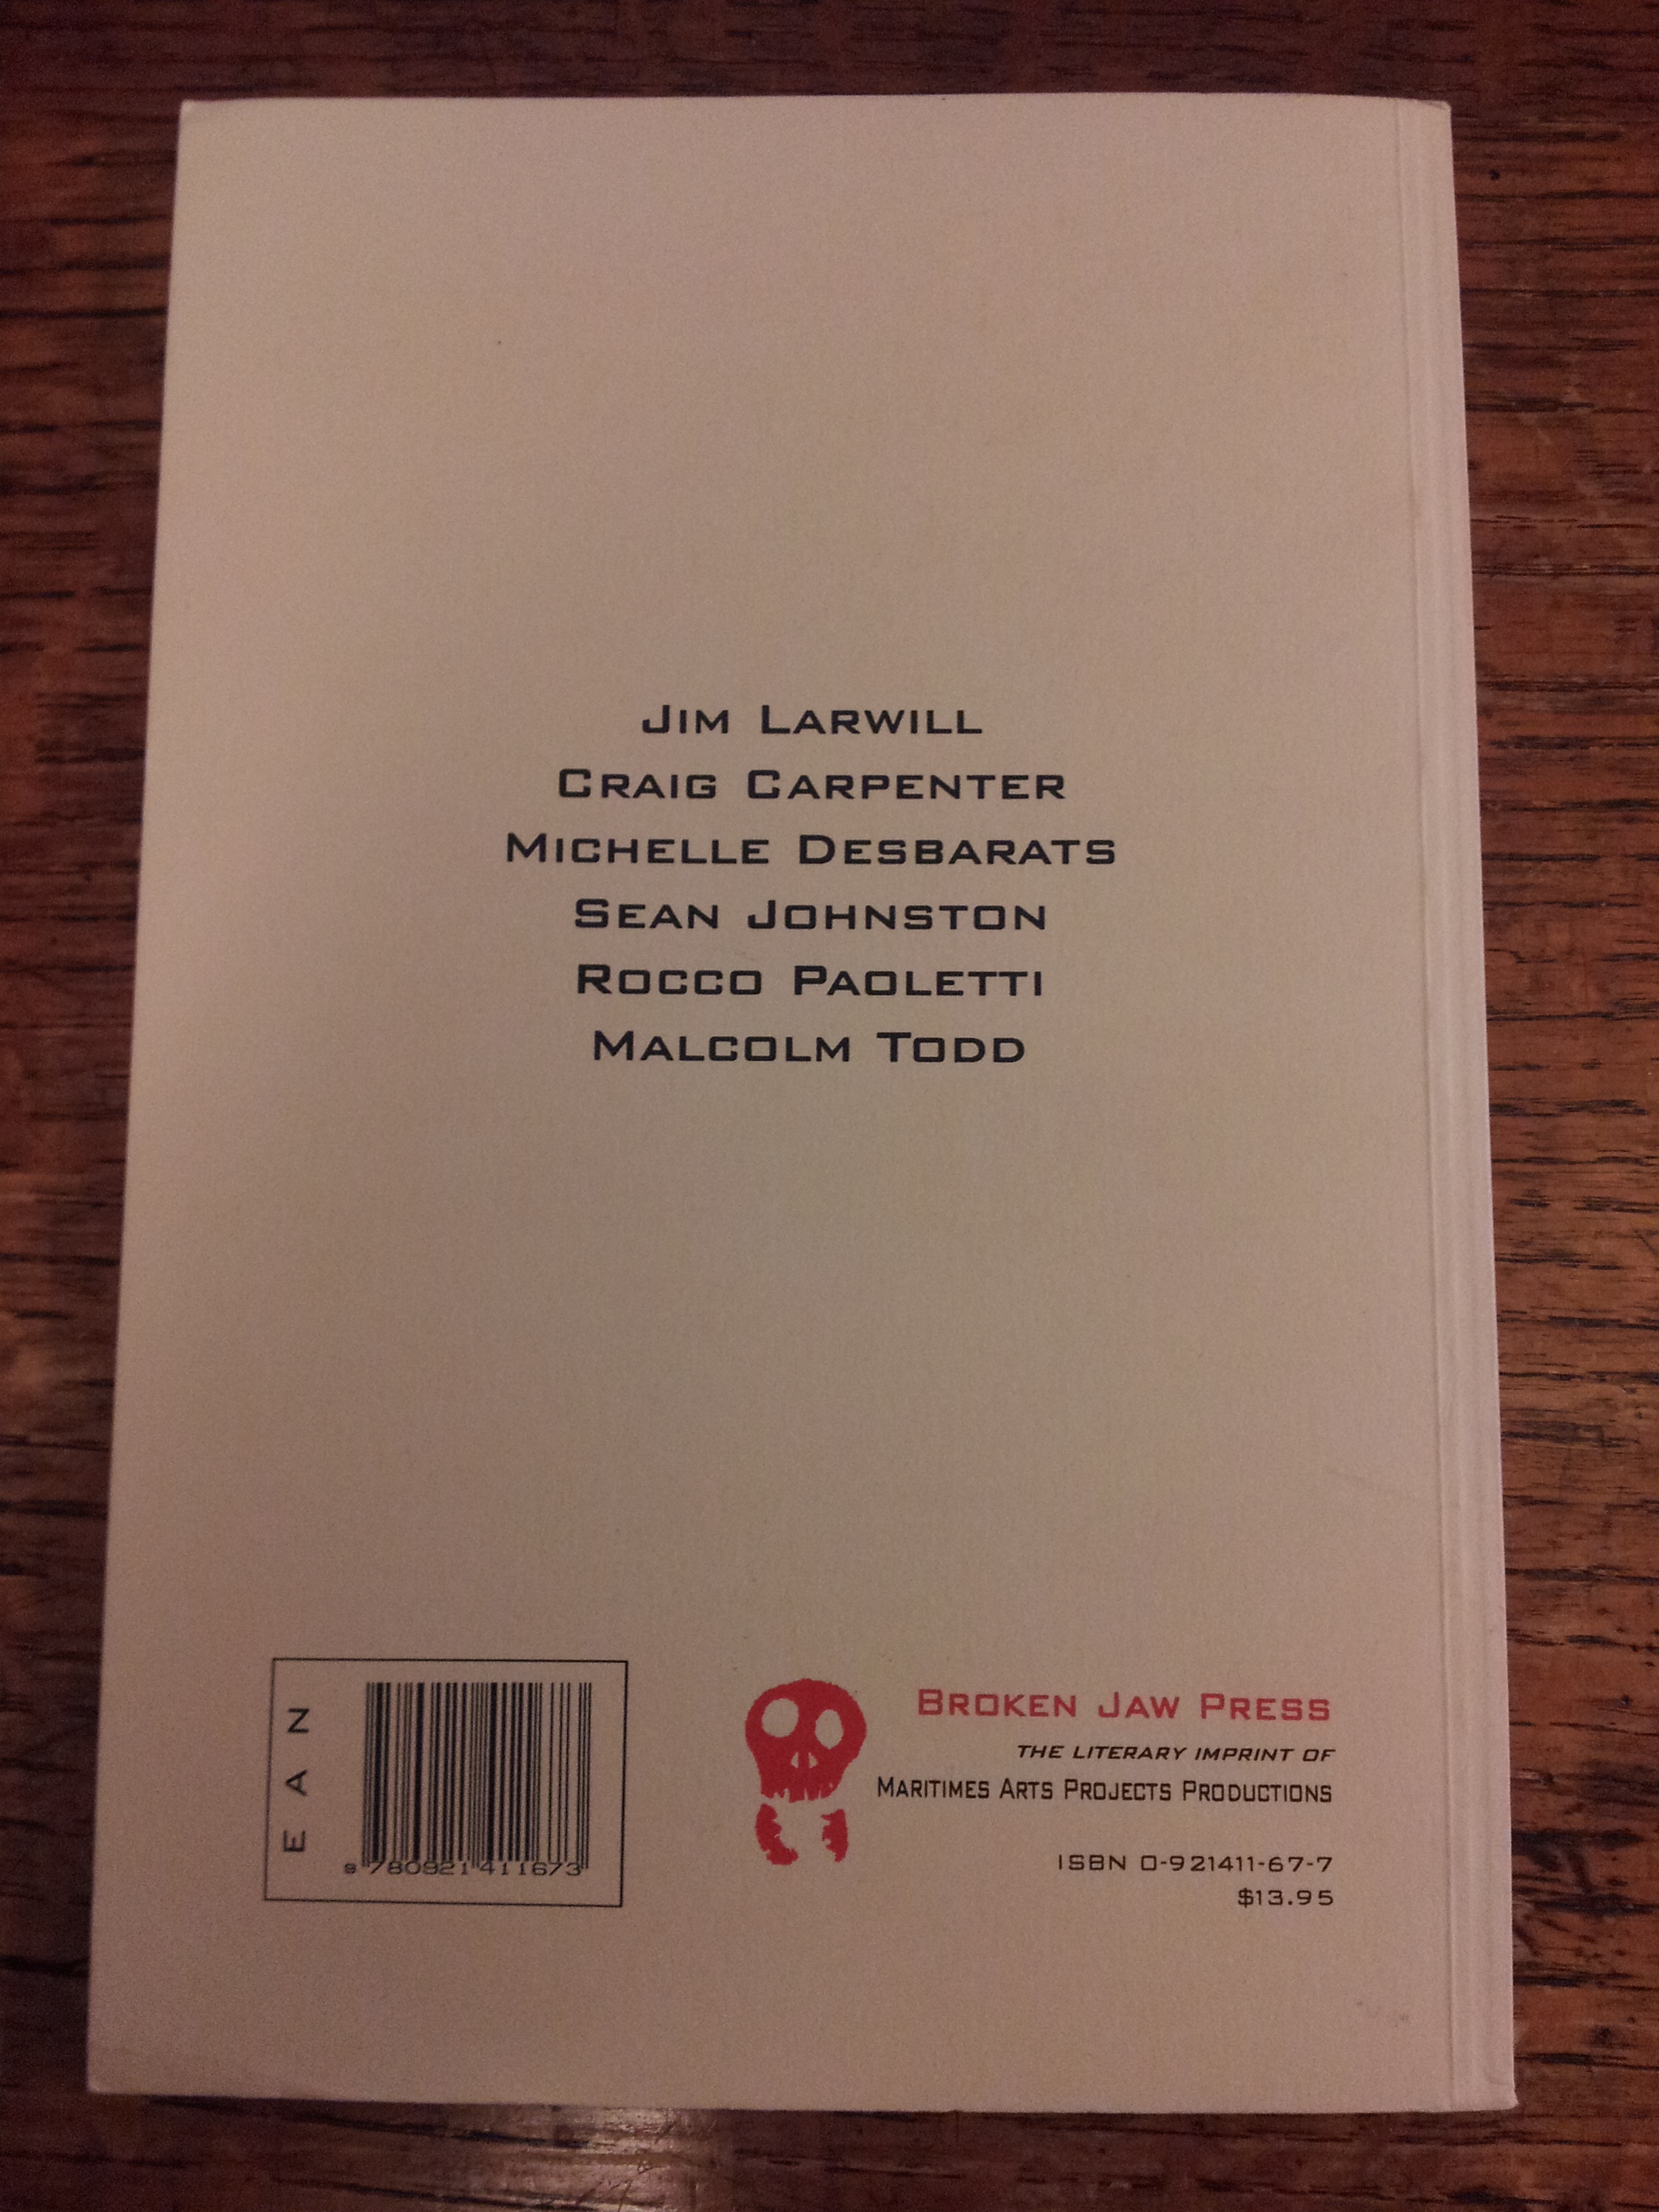 Jim Larwill
Craig Carpenter
Michelle Desbarats
Sean Johnston
Rocco Paoletti
Malcolm Todd
EAN
9 780921 411673
Broken Jaw Press
THE LITERARY IMPRINT OF
Maritimes Arts Projects Productions
ISBN 0-921411-67-7
$13.95